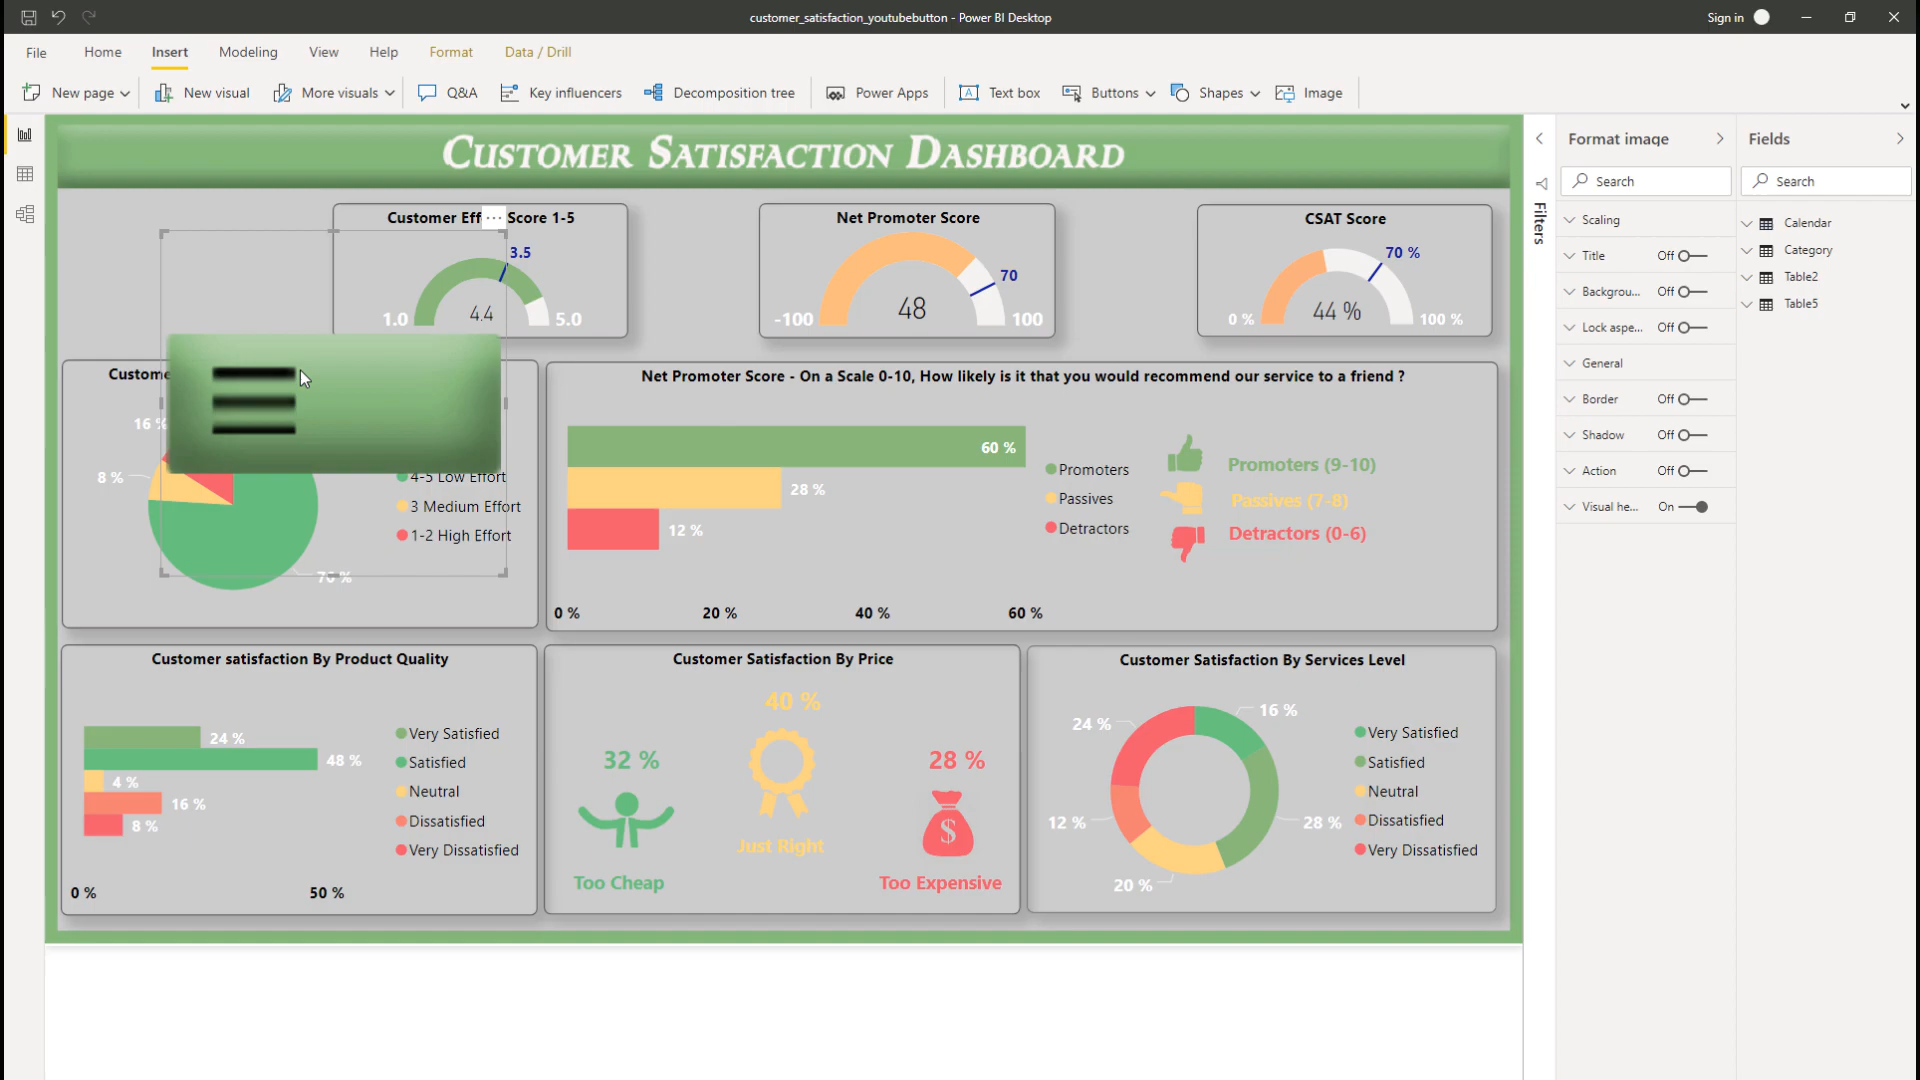 customer_satisfaction_youtubebutton - Power BI Desktop
Sign in
File Home Insert Modeling View Help Format Data / Drill
New page New visual More visuals Q&A Key influencers Decomposition tree Power Apps Text box Buttons Shapes Image
Customer Satisfaction Dashboard
Customer Eff ··· Score 1-5
3.5
4.4
1.0
5.0
Net Promoter Score
70
48
-100
100
CSAT Score
70 %
44 %
0 %
100 %
Custome
16 %
8 %
76 %
4-5 Low Effort
3 Medium Effort
1-2 High Effort
Net Promoter Score - On a Scale 0-10, How likely is it that you would recommend our service to a friend ?
60 %
28 %
12 %
0 % 20 % 40 % 60 %
Promoters
Passives
Detractors
Promoters (9-10)
Passives (7-8)
Detractors (0-6)
Customer satisfaction By Product Quality
24 %
48 %
4 %
16 %
8 %
0 % 50 %
Very Satisfied
Satisfied
Neutral
Dissatisfied
Very Dissatisfied
Customer Satisfaction By Price
40 %
32 %
28 %
$
Just Right
Too Cheap
Too Expensive
Customer Satisfaction By Services Level
16 %
24 %
12 %
28 %
20 %
Very Satisfied
Satisfied
Neutral
Dissatisfied
Very Dissatisfied
Filters
Format image
Search
Scaling
Title Off
Backgrou... Off
Lock aspe... Off
General
Border Off
Shadow Off
Action Off
Visual he... On
Fields
Search
Calendar
Category
Table2
Table5